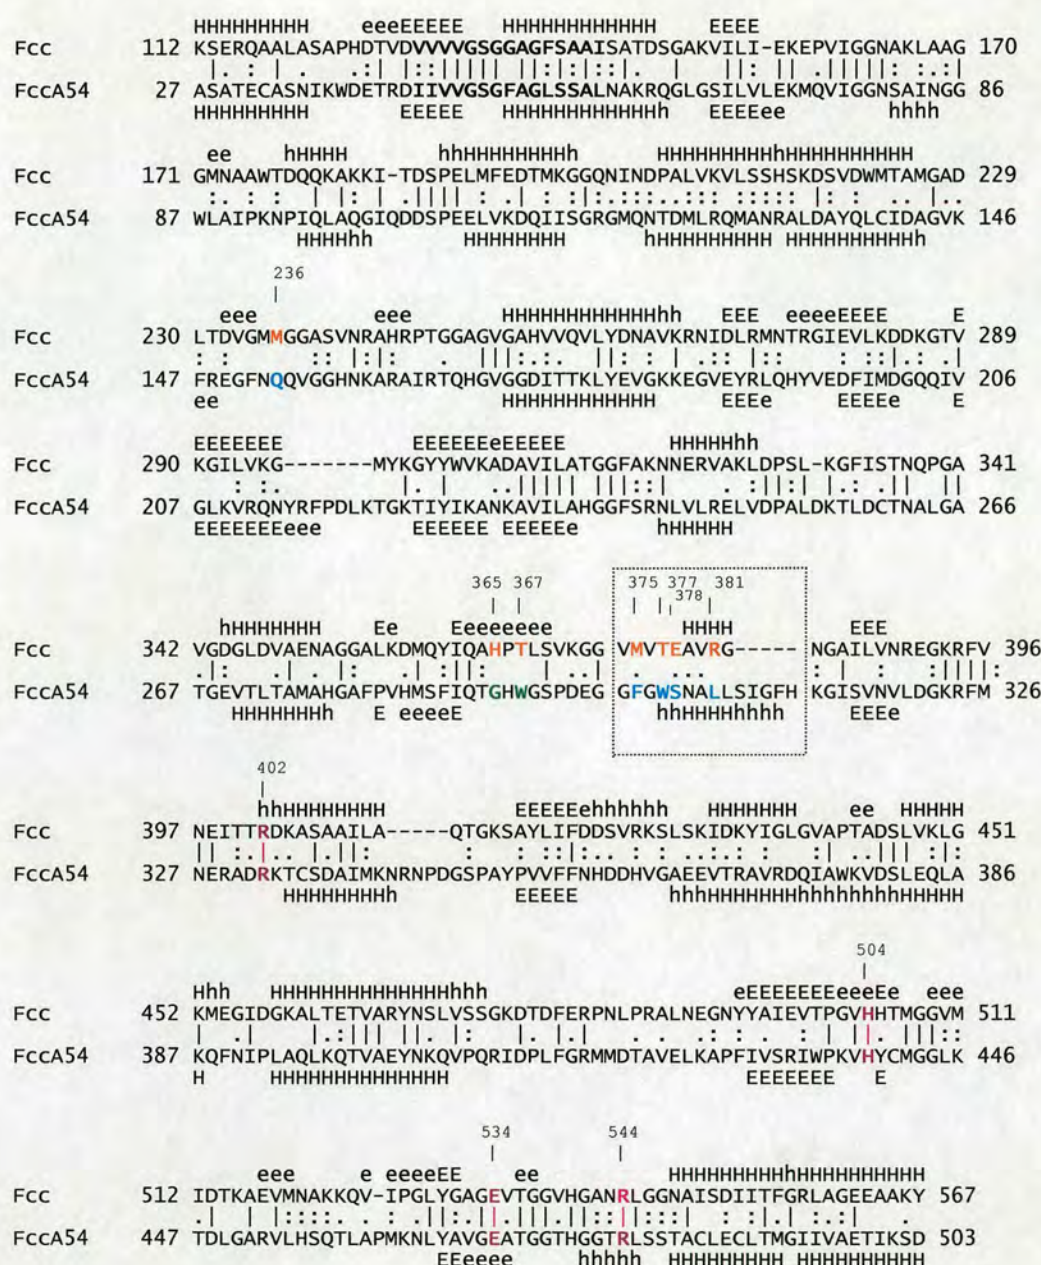 HHHHHHHHH eeeEEEEE HHHHHHHHHHHH EEEE
Fcc 112 KSERQAALASAPHDTVDVVVVGSGGAGFSAAISATDSGAKVILI-EKEPVIGGNAKLAAG 170
|. : | . .:| |::||||| ||:|:|::|. | ||: || .|||||: :.:|
FccA54 27 ASATECASNIKWDETRDIIVVGSGFAGLSSALNAKRQGLGSILVLEKMQVIGGNSAINGG 86
HHHHHHHHH EEEEE HHHHHHHHHHHHh EEEEee hhhh
ee hHHHH hhHHHHHHHHHh HHHHHHHHHhHHHHHHHHHH
Fcc 171 GMNAAWTDQQKAKKI-TDSPELMFEDTMKGGQNINDPALVKVLSSHSKDSVDWMTAMGAD 229
FccA54 87 WLAIPKNPIQLAQGIQDDSPEELVKDQIISGRGMQNTDMLRQMANRALDAYQLCIDAGVK 146
HHHHhh HHHHHHHH hHHHHHHHHH HHHHHHHHHHh
236
|
eee eee HHHHHHHHHHHHhh EEE eeeeEEEE E
Fcc 230 LTDVGMMGGASVNRAHRPTGGAGVGAHVVQVLYDNAVKRNIDLRMNTRGIEVLKDDKGTV 289
FccA54 147 FREGFNQQVGGHNKARAIRTQHGVGGDITTKLYEVGKKEGVEYRLQHYVEDFIMDGQQIV 206
ee HHHHHHHHHHHH EEEe EEEEe E
EEEEEEE EEEEEEeEEEEE HHHHHhh
Fcc 290 KGILVKG-------MYKGYYWVKADAVILATGGFAKNNERVAKLDPSL-KGFISTNQPGA 341
FccA54 207 GLKVRQNYRFPDLKTGKTIYIKANKAVILAHGGFSRNLVLRELVDPALDKTLDCTNALGA 266
EEEEEEEeee EEEEEE EEEEEe hHHHHH
365 367 375 377 378 381
hHHHHHHH Ee Eeeeeeee HHHH EEE
Fcc 342 VGDGLDVAENAGGALKDMQYIQAHPTLSVKGG VMVTEAVRG----- NGAILVNREGKRFV 396
FccA54 267 TGEVTLTAMAHGAFPVHMSFIQTGHWGSPDEG GFGWSNALLSIGFH KGISVNVLDGKRFM 326
HHHHHHHh E eeeeE hhHHHHhhhh EEEe
402
|
hhHHHHHHHH EEEEEehhhhhh HHHHHHH ee HHHHH
Fcc 397 NEITTRDKASAAILA-----QTGKSAYLIFDDSVRKSLSKIDKYIGLGVAPTADSLVKLG 451
FccA54 327 NERADRKTCSDAIMKNRNPDGSPAYPVVFFNHDDHVGAEEVTRAVRDQIAWKVDSLEQLA 386
HHHHHHHHh EEEEE hhhHHHHHHHhhhhhhhhHHHHH
504
|
Hhh HHHHHHHHHHHHHHhhh eEEEEEEEeeeEe eee
Fcc 452 KMEGIDGKALTETVARYNSLVSSGKDTDFERPNLPRALNEGNYYAIEVTPGVHHTMGGVM 511
FccA54 387 KQFNIPLAQLKQTVAEYNKQVPQRIDPLFGRMMDTAVELKAPFIVSRIWPKVHYCMGGLK 446
H HHHHHHHHHHHHHH EEEEEEE E
534 544
| |
eee e eeeeEE ee HHHHHHHHHhHHHHHHHHHH
Fcc 512 IDTKAEVMNAKKQV-IPGLYGAGEVTGGVHGANRLGGNAISDIITFGRLAGEEAAKY 567
FccA54 447 TDLGARVLHSQTLAPMKNLYAVGEATGGTHGGTRLSSTACLECLTMGIIVAETIKSD 503
EEeeee hhhhh HHHHHHHHH HHHHHHHHHH